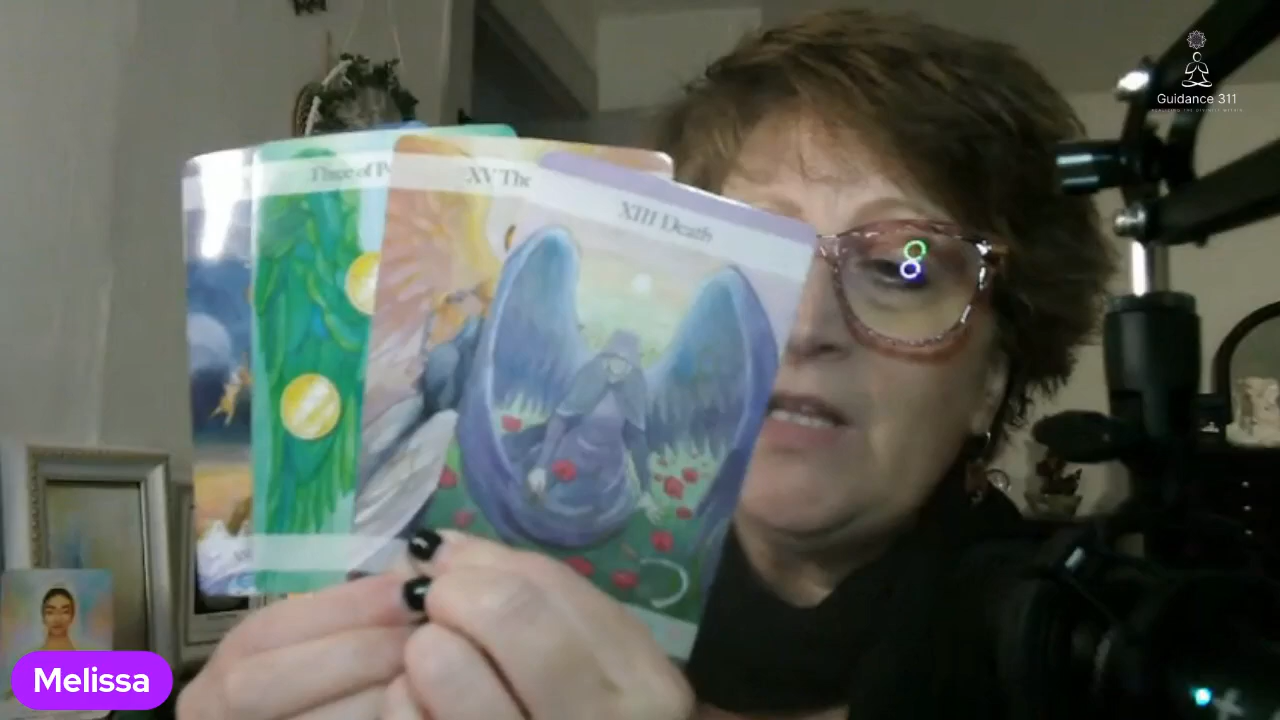 Guidance 311
Three of P
XV The
XIII Death
W
Melissa